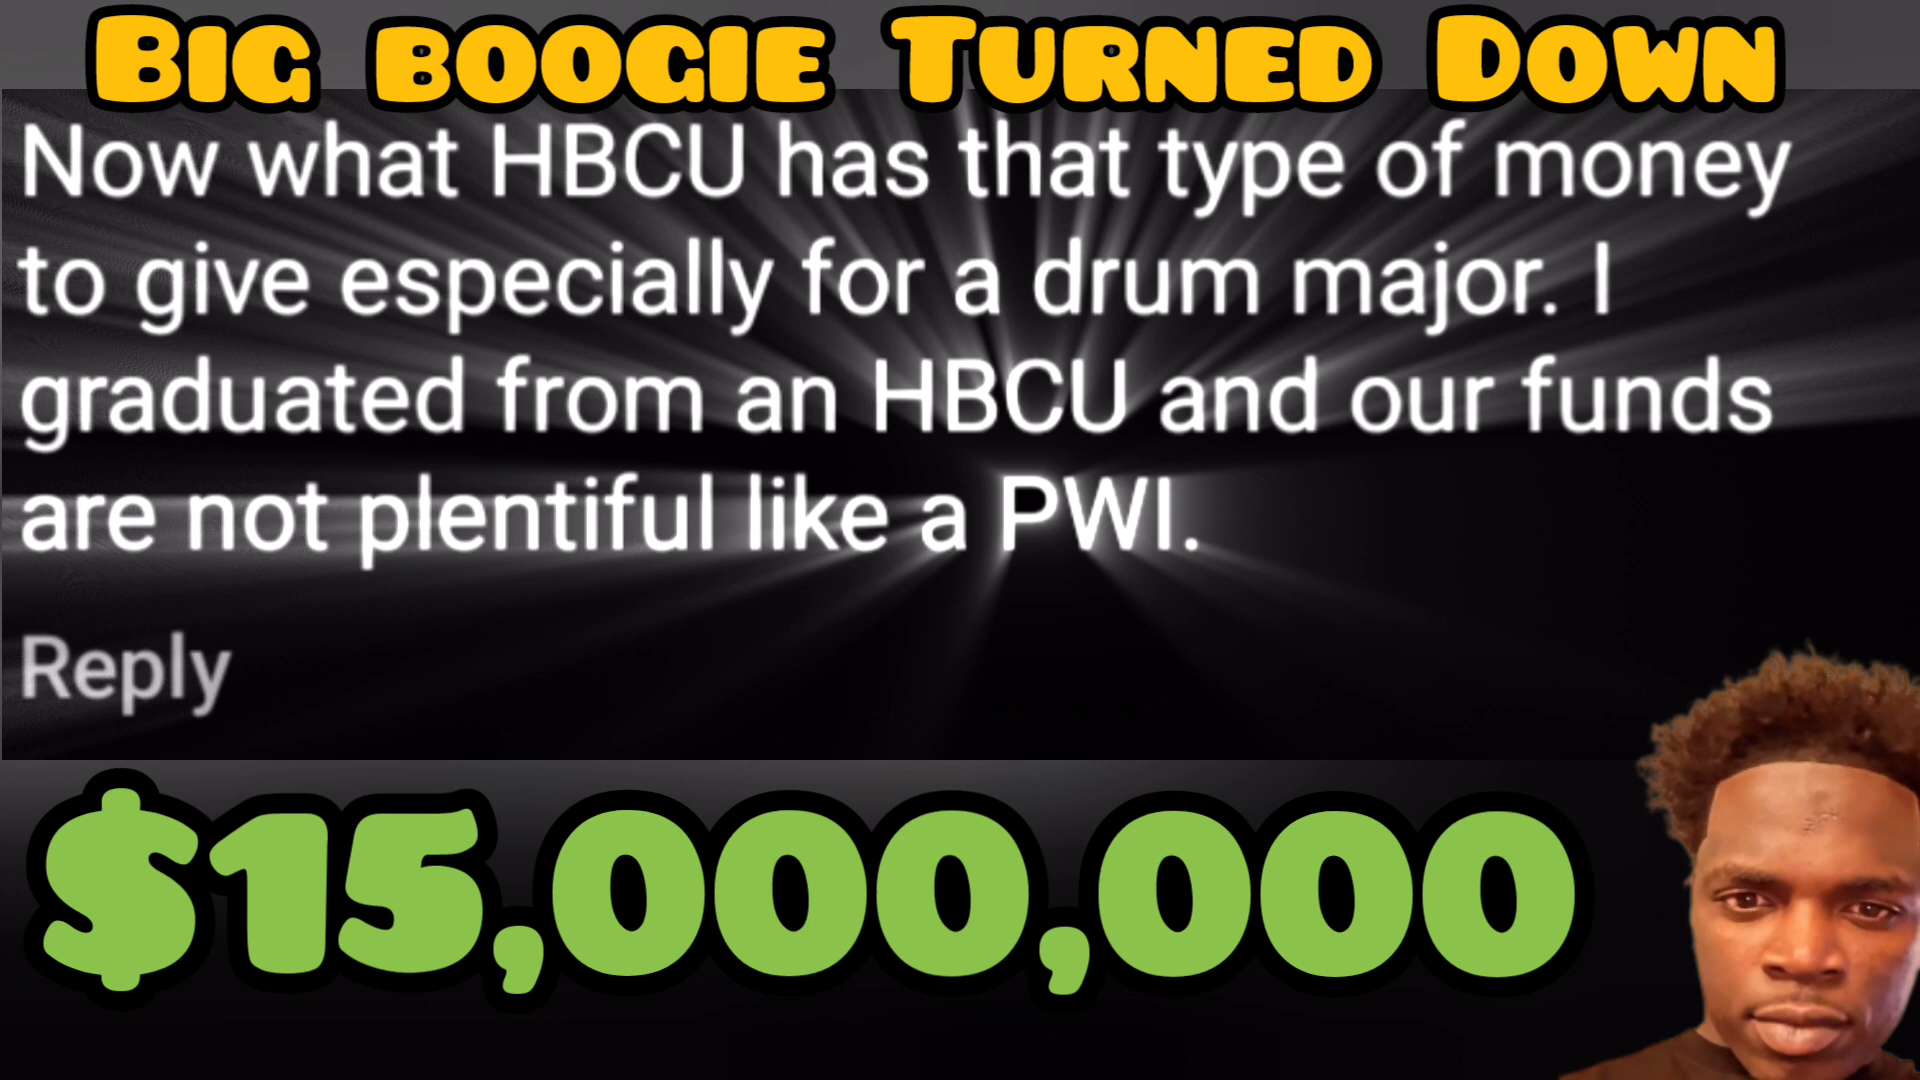 BIG BOOGIE TURNED DOWN
Now what HBCU has that type of money
to give especially for a drum major. I
graduated from an HBCU and our funds
are not plentiful like a PWI.
Reply
$15,000,000